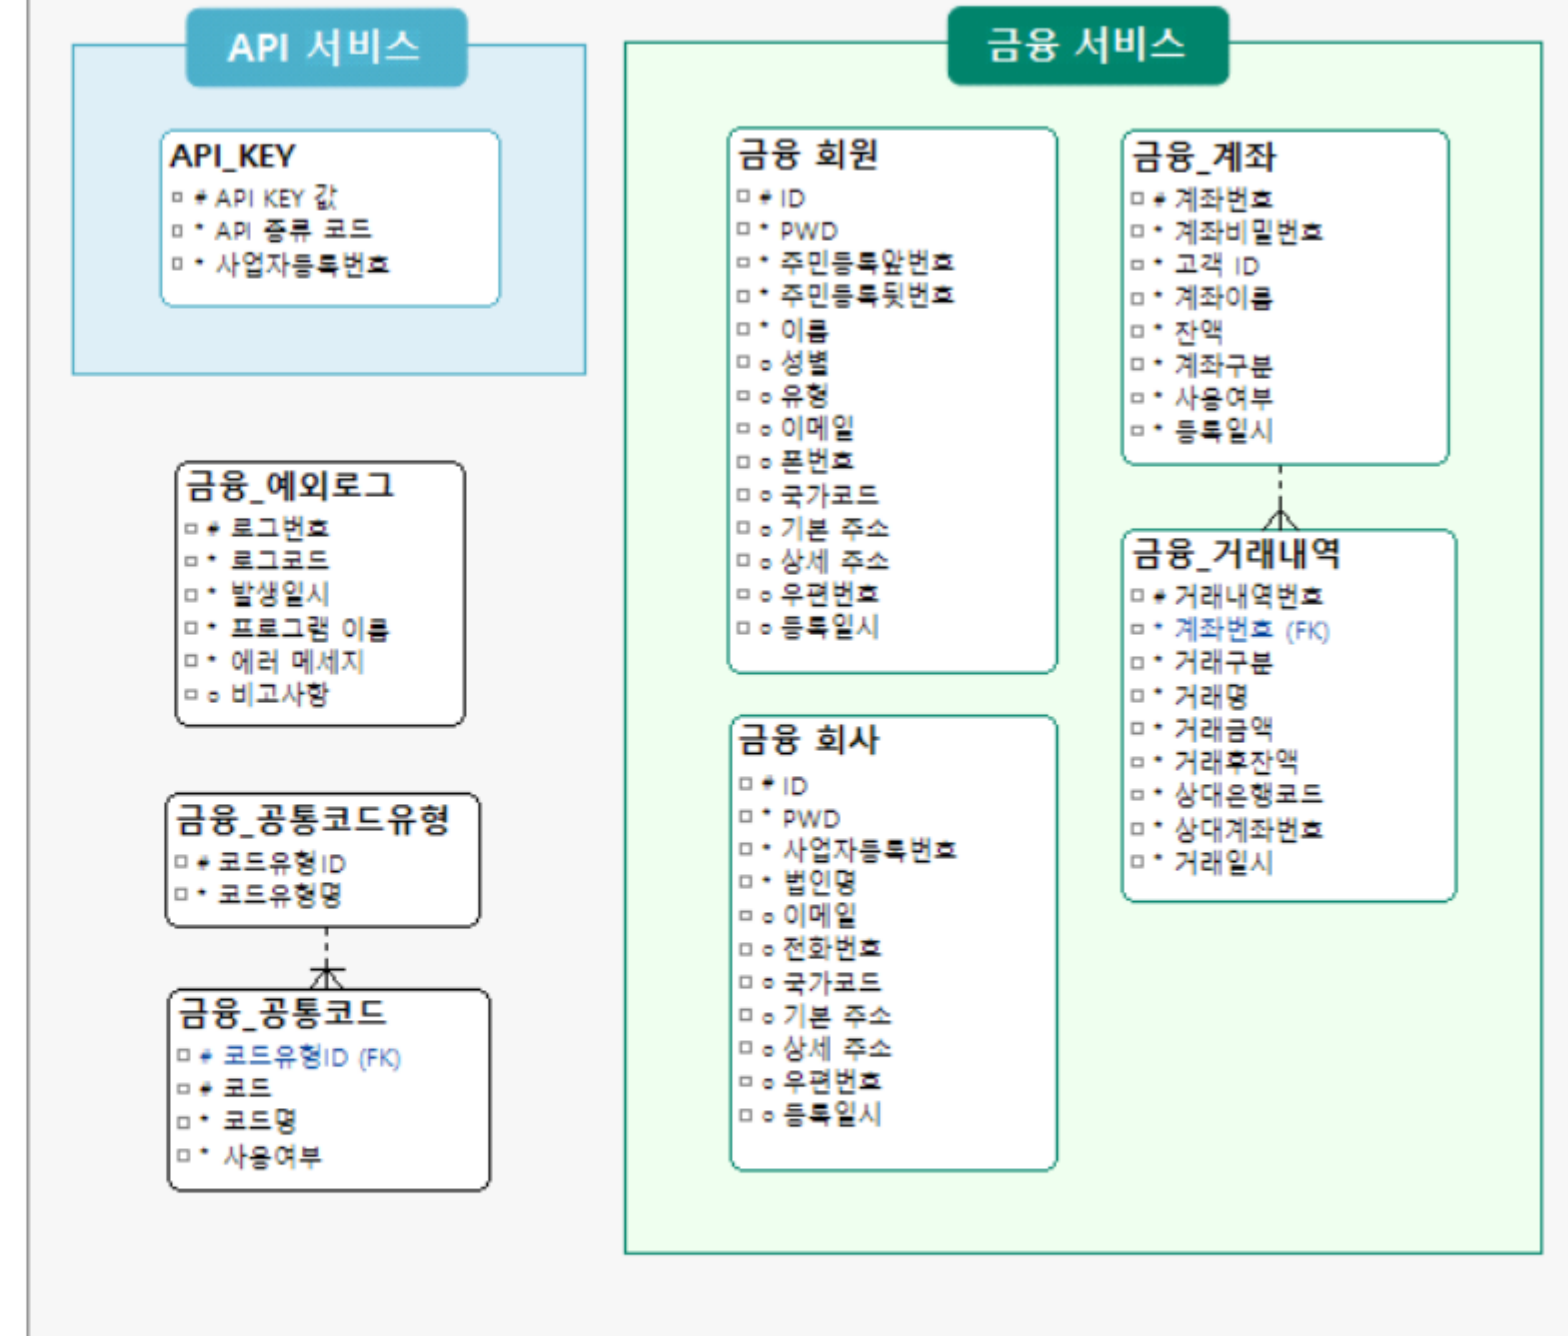 API 서비스
API_KEY
# API KEY 값
* API 종류 코드
* 사업자등록번호
금융_예외로그
# 로그번호
* 로그코드
* 발생일시
* 프로그램 이름
* 에러 메세지
o 비고사항
금융_공통코드유형
# 코드유형ID
* 코드유형명
금융_공통코드
# 코드유형ID (FK)
# 코드
* 코드명
* 사용여부
금융 서비스
금융 회원
# ID
* PWD
* 주민등록앞번호
* 주민등록뒷번호
* 이름
o 성별
o 유형
o 이메일
o 폰번호
o 국가코드
o 기본 주소
o 상세 주소
o 우편번호
o 등록일시
금융 회사
# ID
* PWD
* 사업자등록번호
* 법인명
o 이메일
o 전화번호
o 국가코드
o 기본 주소
o 상세 주소
o 우편번호
o 등록일시
금융_계좌
# 계좌번호
* 계좌비밀번호
* 고객 ID
* 계좌이름
* 잔액
* 계좌구분
* 사용여부
* 등록일시
금융_거래내역
# 거래내역번호
* 계좌번호 (FK)
* 거래구분
* 거래명
* 거래금액
* 거래후잔액
* 상대은행코드
* 상대계좌번호
* 거래일시